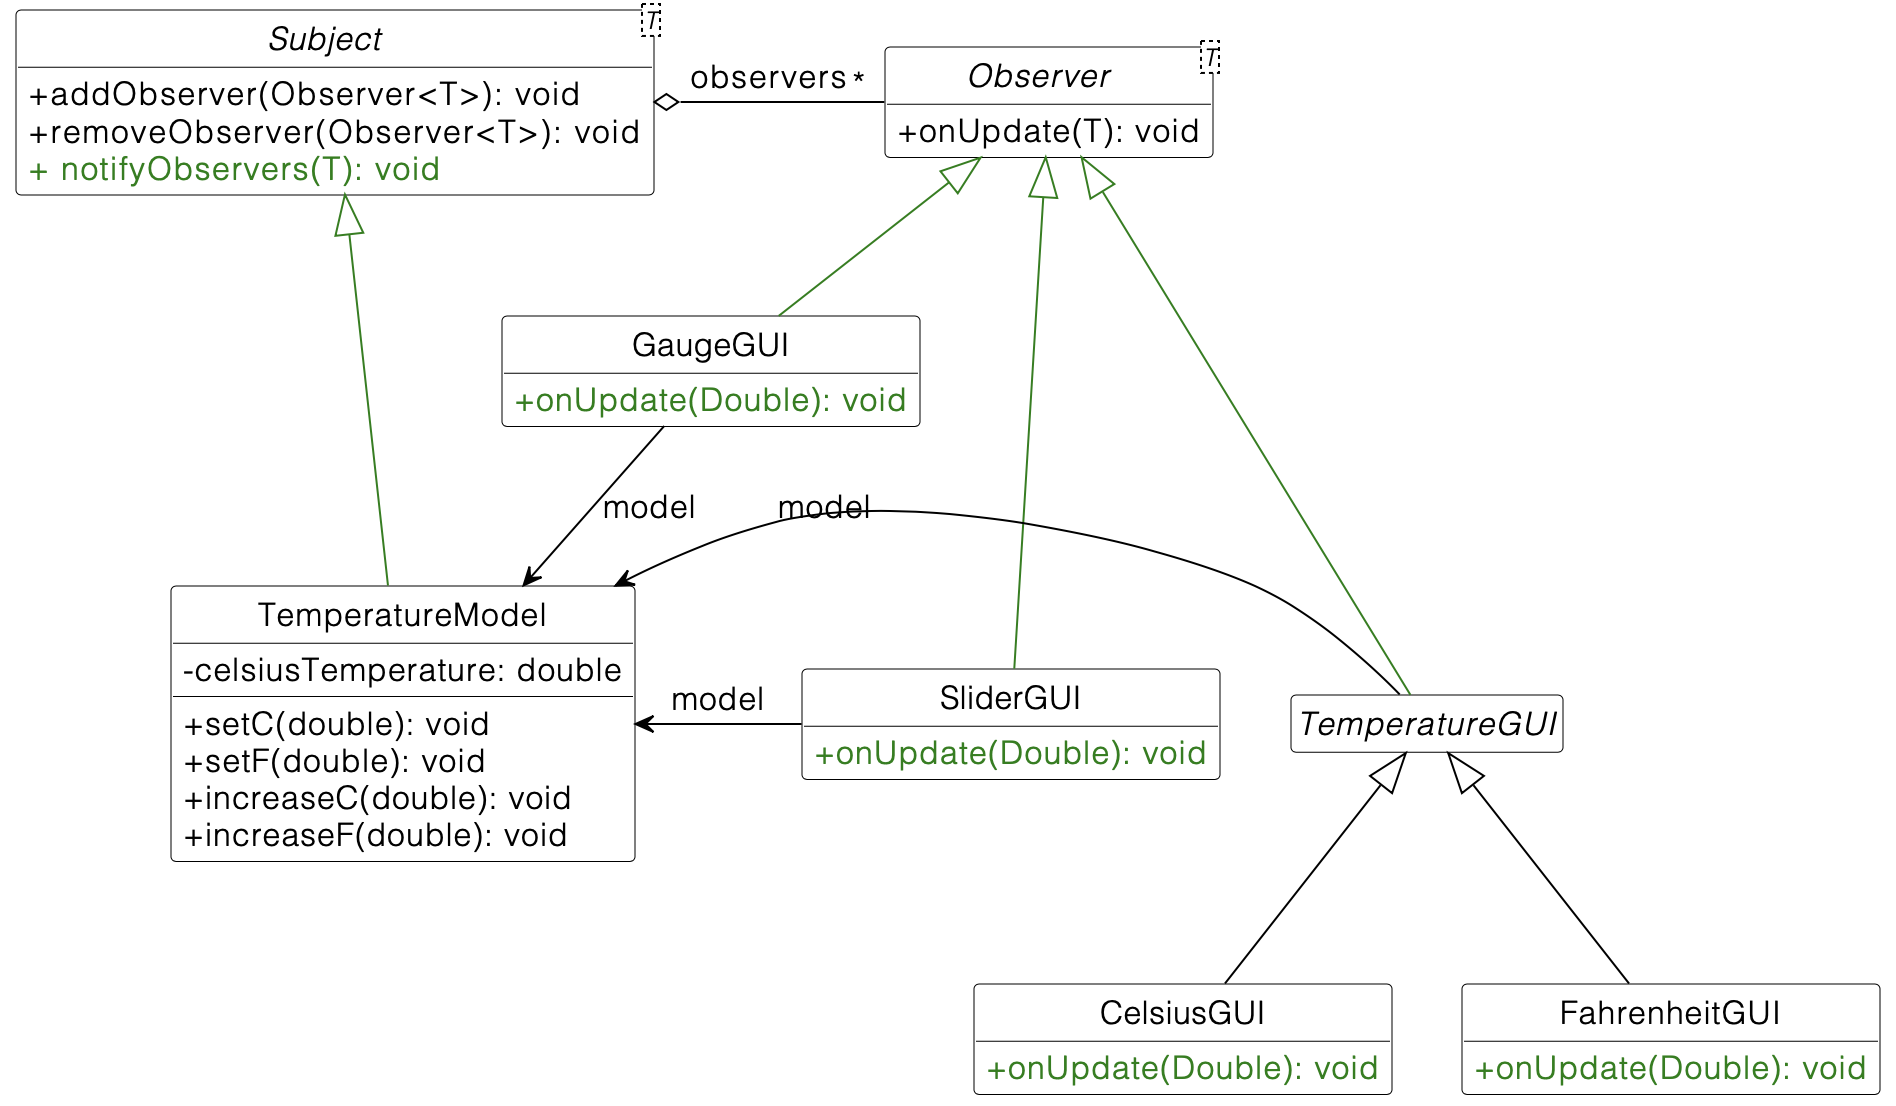 Subject
T
+addObserver(Observer<T>): void
+removeObserver(Observer<T>): void
+ notifyObservers(T): void
observers *
Observer
T
+onUpdate(T): void
GaugeGUI
+onUpdate(Double): void
model
model
TemperatureModel
-celsiusTemperature: double
+setC(double): void
+setF(double): void
+increaseC(double): void
+increaseF(double): void
model
SliderGUI
+onUpdate(Double): void
TemperatureGUI
CelsiusGUI
+onUpdate(Double): void
FahrenheitGUI
+onUpdate(Double): void